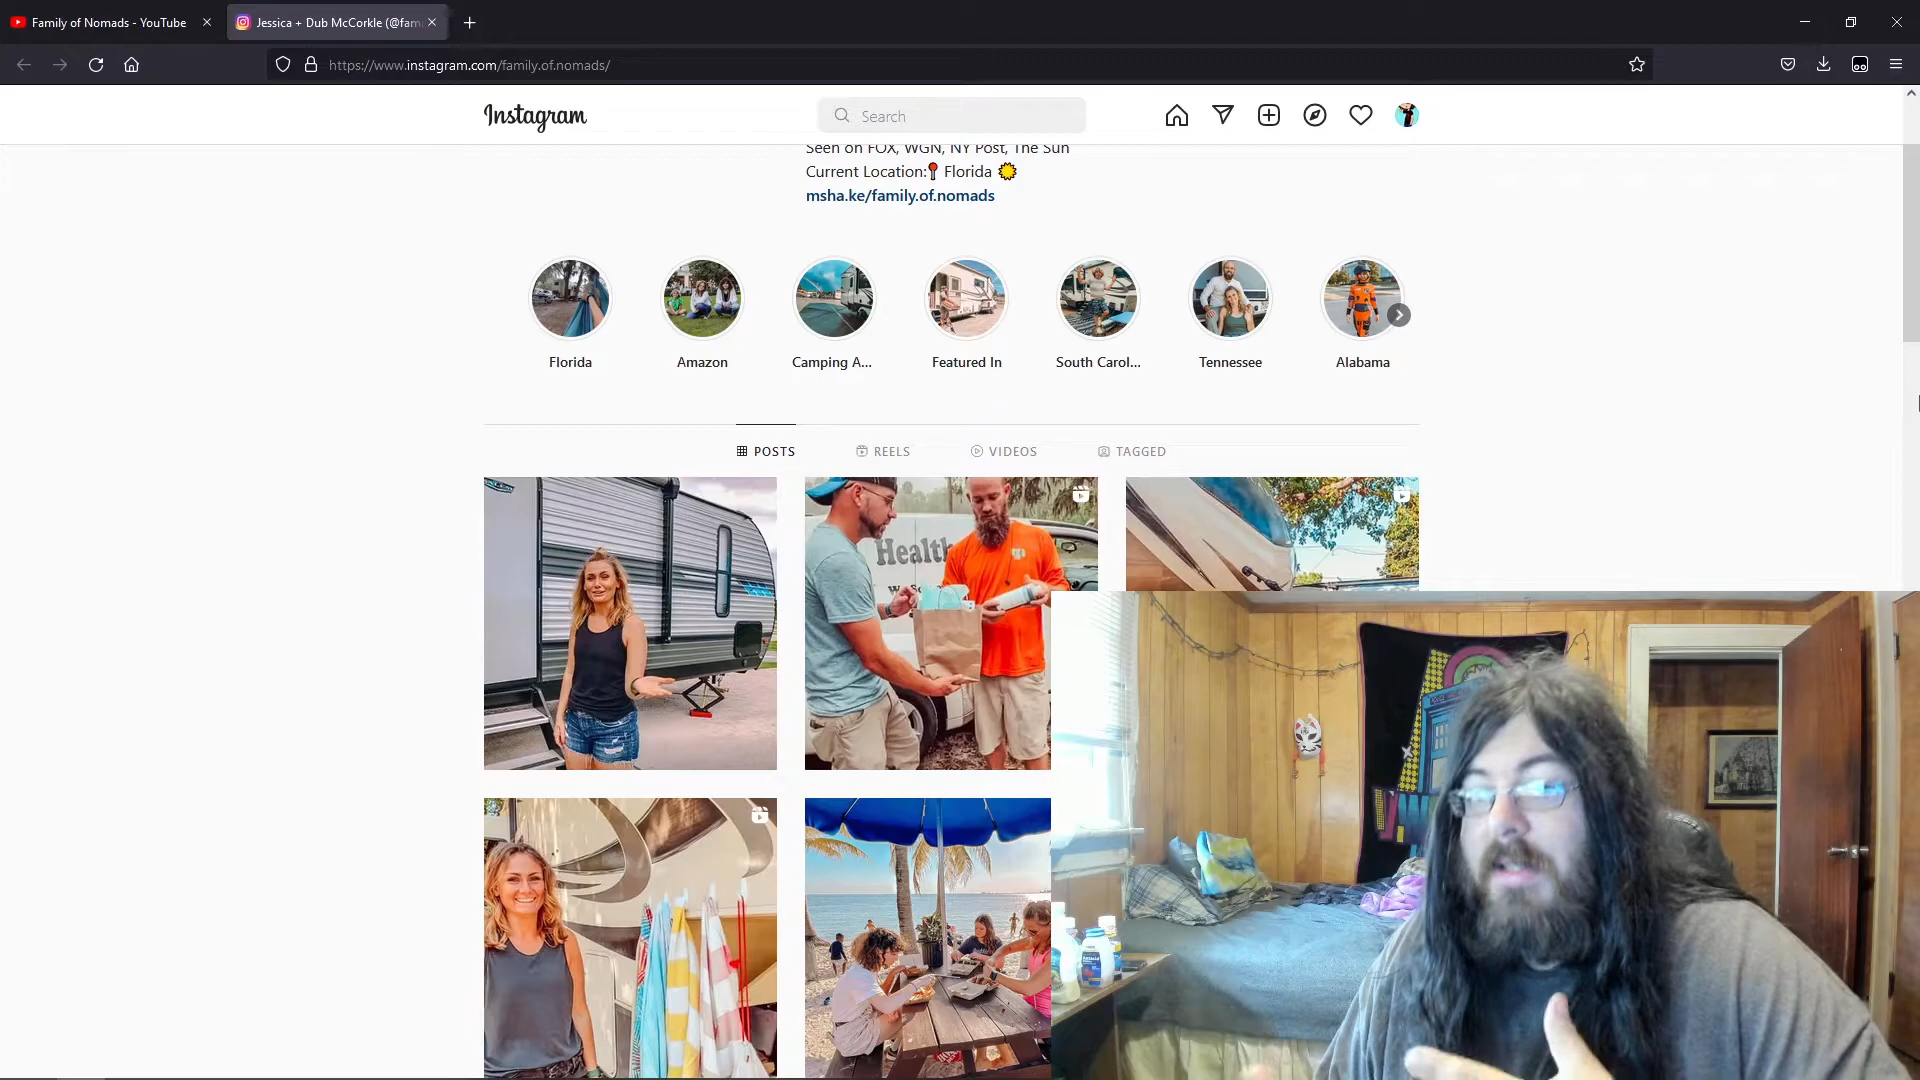 Family of Nomads - YouTube
Jessica + Dub McCorkle (@fam
https://www.instagram.com/family.of.nomads/
Instagram
Search
Seen on FOX, WGN, NY Post, The Sun
Current Location:📍 Florida ☀️
msha.ke/family.of.nomads
Florida
Amazon
Camping A...
Featured In
South Carol...
Tennessee
Alabama
POSTS
REELS
VIDEOS
TAGGED
Health